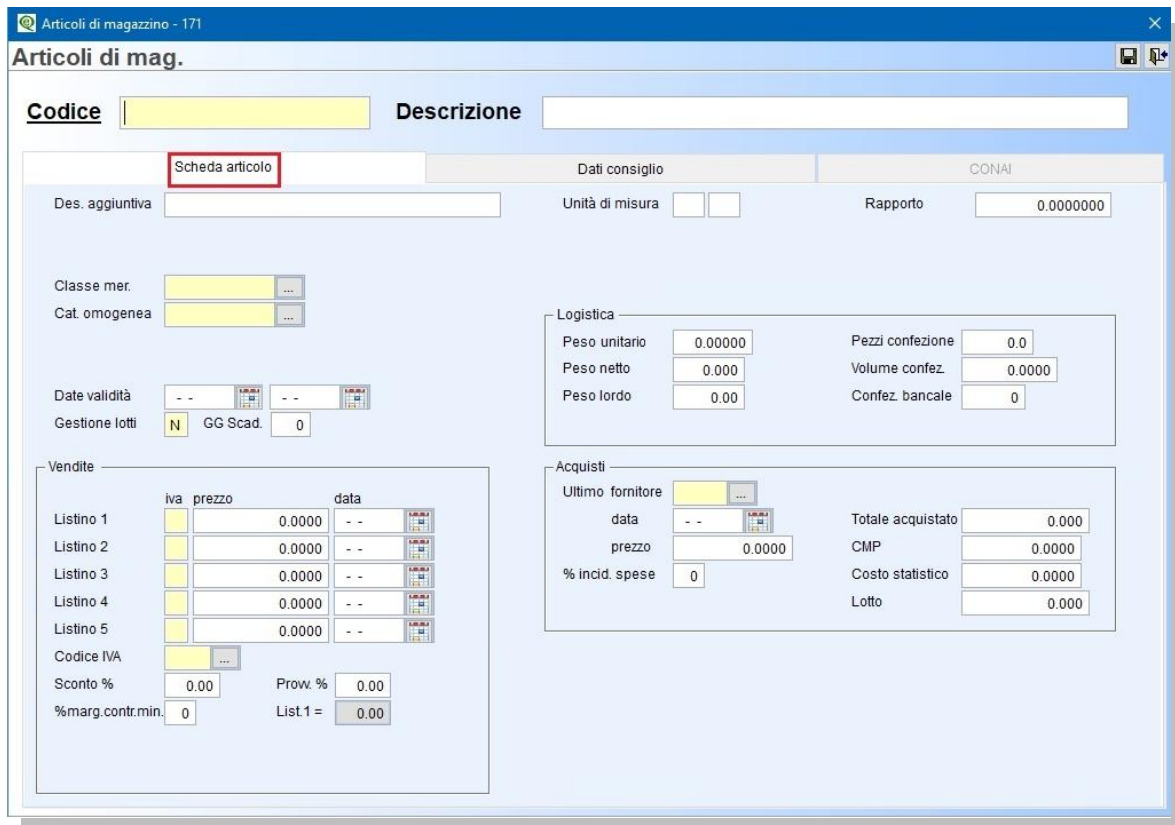 Articoli di magazzino - 171
Articoli di mag.
Codice Descrizione
Scheda articolo Dati consiglio CONAI
Des. aggiuntiva Unità di misura Rapporto 0.0000000
Classe mer. ...
Cat. omogenea ...
Logistica
Peso unitario 0.00000 Pezzi confezione 0.0
Peso netto 0.000 Volume confez. 0.0000
Date validità - - - - Peso lordo 0.00 Confez. bancale 0
Gestione lotti N GG Scad. 0
Vendite Acquisti
Ultimo fornitore ...
iva prezzo data
Listino 1 0.0000 - - data - - Totale acquistato 0.000
Listino 2 0.0000 - - prezzo 0.0000 CMP 0.0000
Listino 3 0.0000 - - % incid. spese 0 Costo statistico 0.0000
Listino 4 0.0000 - - Lotto 0.000
Listino 5 0.0000 - -
Codice IVA ...
Sconto % 0.00 Provv. % 0.00
%marg.contr.min. 0 List.1 = 0.00